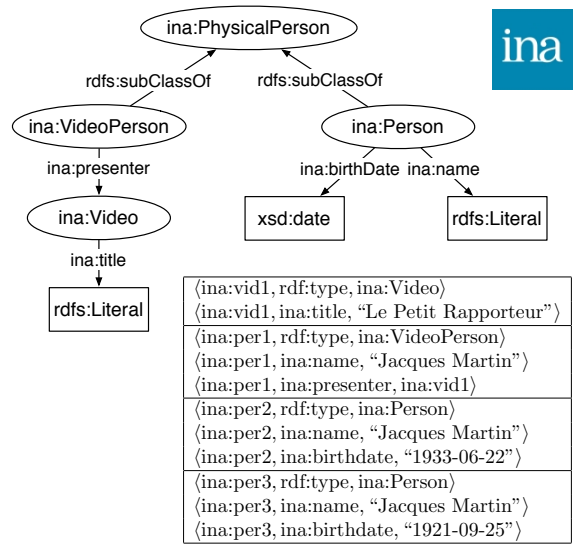 ina:PhysicalPerson
ina
rdfs:subClassOf rdfs:subClassOf
ina:VideoPerson ina:Person
ina:presenter ina:birthDate ina:name
ina:Video xsd:date rdfs:Literal
ina:title
rdfs:Literal
⟨ina:vid1, rdf:type, ina:Video⟩
⟨ina:vid1, ina:title, “Le Petit Rapporteur”⟩
⟨ina:per1, rdf:type, ina:VideoPerson⟩
⟨ina:per1, ina:name, “Jacques Martin”⟩
⟨ina:per1, ina:presenter, ina:vid1⟩
⟨ina:per2, rdf:type, ina:Person⟩
⟨ina:per2, ina:name, “Jacques Martin”⟩
⟨ina:per2, ina:birthdate, “1933-06-22”⟩
⟨ina:per3, rdf:type, ina:Person⟩
⟨ina:per3, ina:name, “Jacques Martin”⟩
⟨ina:per3, ina:birthdate, “1921-09-25”⟩